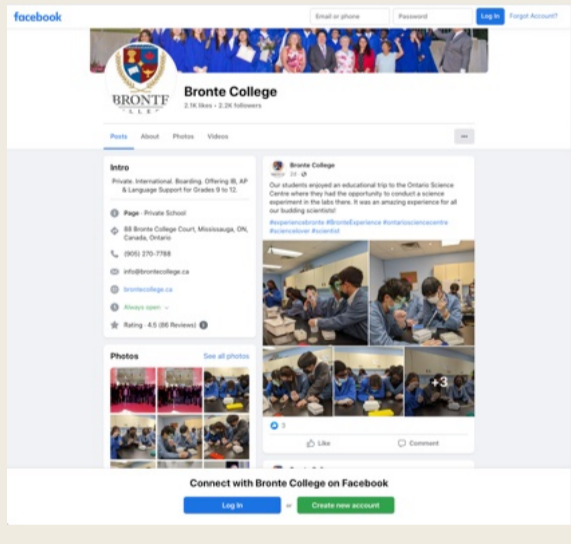 facebook
Email or phone
Password
Log In
Forgot Account?
BRONTE
Bronte College
2.1K likes • 2.2K followers
Posts
About
Photos
Videos
Intro
Private. International. Boarding. Offering IB, AP
& Language Support for Grades 9 to 12.
Page · Private School
88 Bronte College Court, Mississauga, ON,
Canada, Ontario
(905) 270-7788
info@brontecollege.ca
brontecollege.ca
Always open
Rating · 4.5 (86 Reviews)
Photos
See all photos
Bronte College
2d
Our students enjoyed an educational trip to the Ontario Science
Centre where they had the opportunity to conduct a science
experiment in the labs there. It was an amazing experience for all
our budding scientists!
#experiencebronte #BronteExperience #ontariosciencecentre
#sciencelover #scientist
+3
3
Like
Comment
Connect with Bronte College on Facebook
Log In
or
Create new account